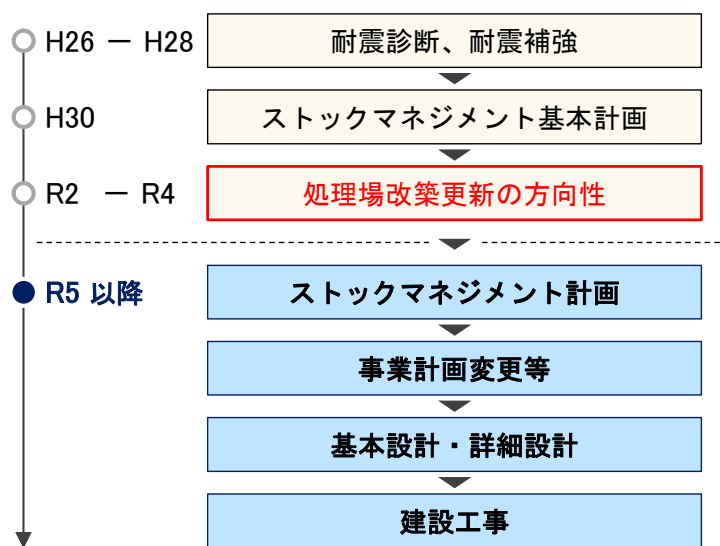 H26 － H28 耐震診断、耐震補強
H30 ストックマネジメント基本計画
R2 － R4 処理場改築更新の方向性
R5 以降 ストックマネジメント計画
事業計画変更等
基本設計・詳細設計
建設工事